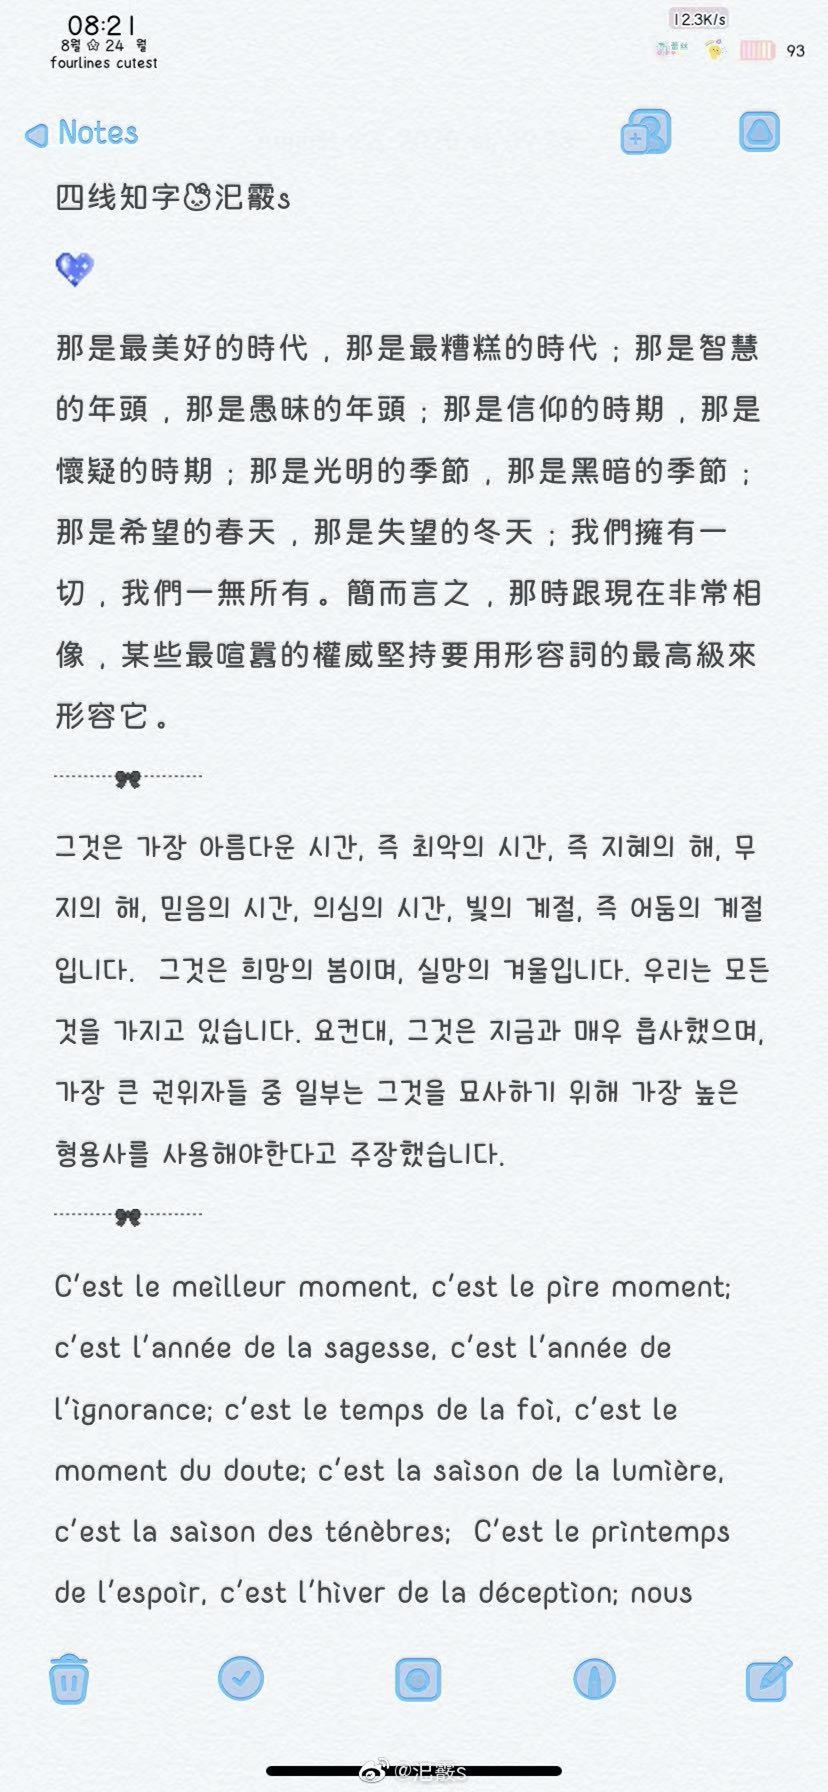 08:21
8월 24 월
fourlines cutest
12.3K/s
93
Notes
四线知字汜霰s
那是最美好的時代，那是最糟糕的時代；那是智慧
的年頭，那是愚昧的年頭；那是信仰的時期，那是
懷疑的時期；那是光明的季節，那是黑暗的季節；
那是希望的春天，那是失望的冬天；我們擁有一
切，我們一無所有。簡而言之，那時跟現在非常相
像，某些最喧囂的權威堅持要用形容詞的最高級來
形容它。
그것은 가장 아름다운 시간, 즉 최악의 시간, 즉 지혜의 해, 무
지의 해, 믿음의 시간, 의심의 시간, 빛의 계절, 즉 어둠의 계절
입니다. 그것은 희망의 봄이며, 실망의 겨울입니다. 우리는 모든
것을 가지고 있습니다. 요컨대, 그것은 지금과 매우 흡사했으며,
가장 큰 권위자들 중 일부는 그것을 묘사하기 위해 가장 높은
형용사를 사용해야한다고 주장했습니다.
C'est le meilleur moment, c'est le pire moment;
c'est l'année de la sagesse, c'est l'année de
l'ignorance; c'est le temps de la foi, c'est le
moment du doute; c'est la saison de la lumière,
c'est la saison des ténèbres; C'est le printemps
de l'espoir, c'est l'hiver de la déception; nous
@汜霰s